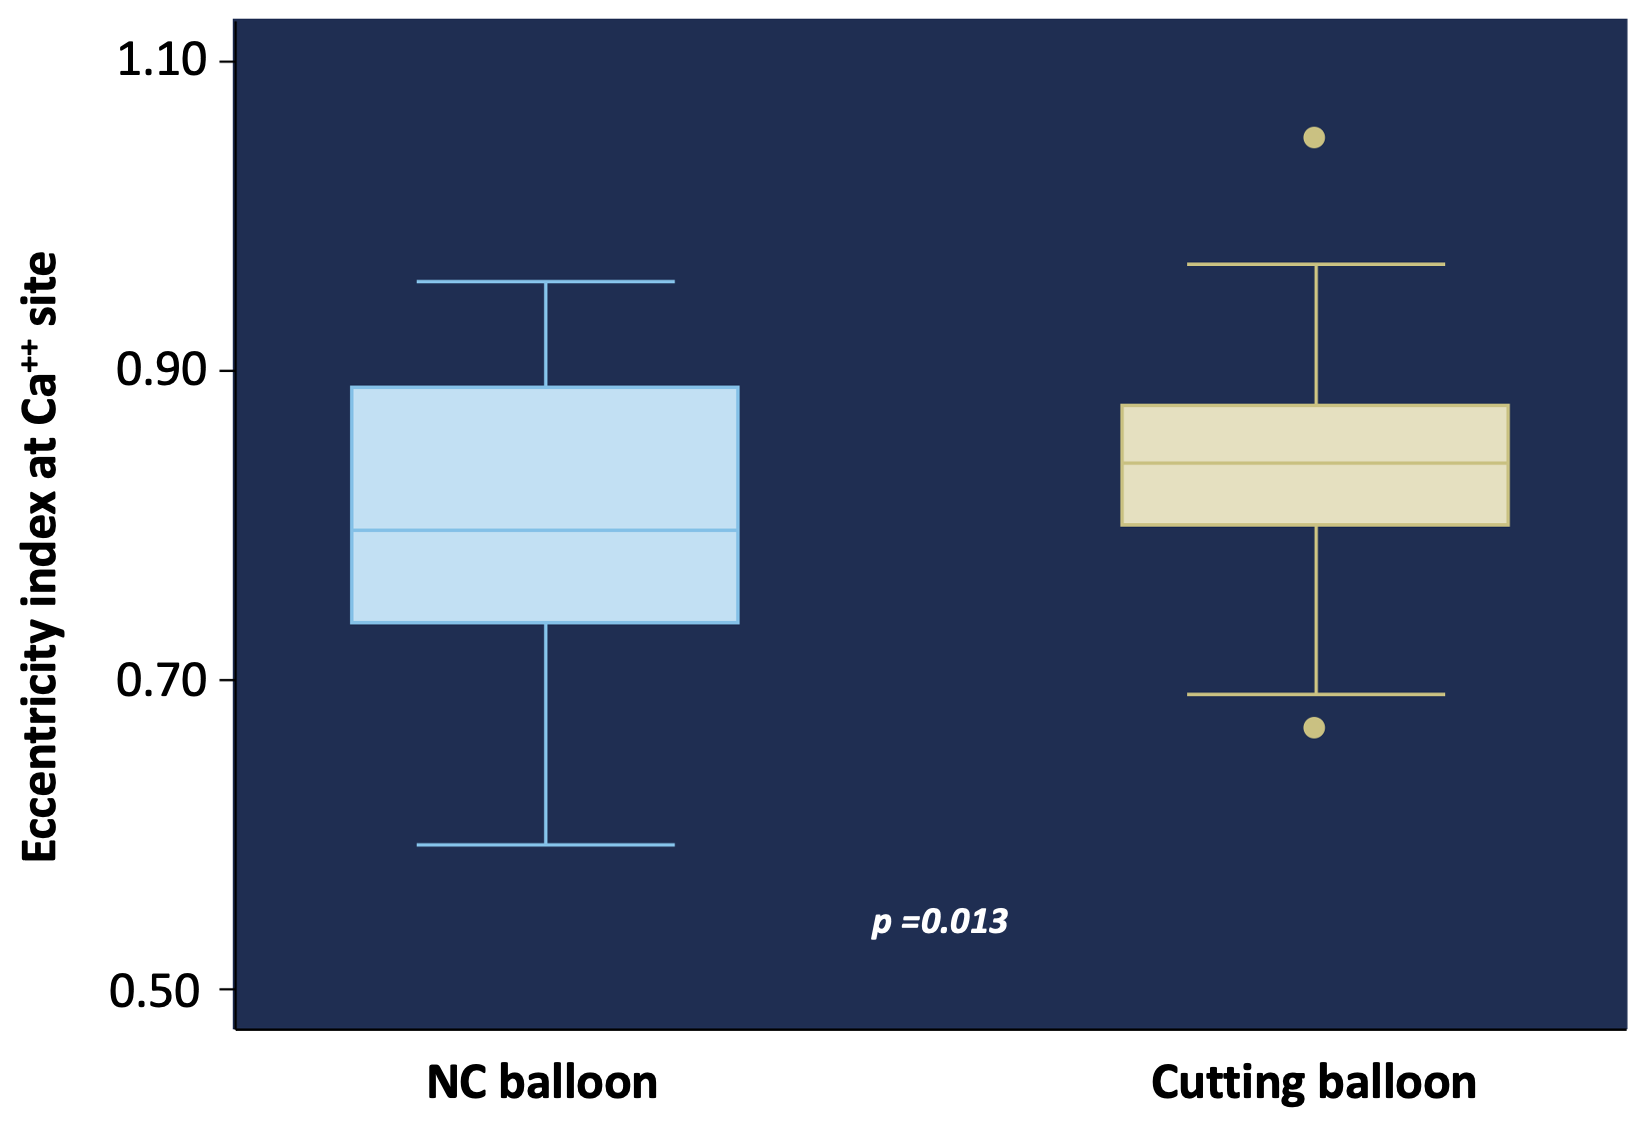 Eccentricity index at Ca⁺⁺ site
1.10
0.90
0.70
0.50
p =0.013
NC balloon
Cutting balloon